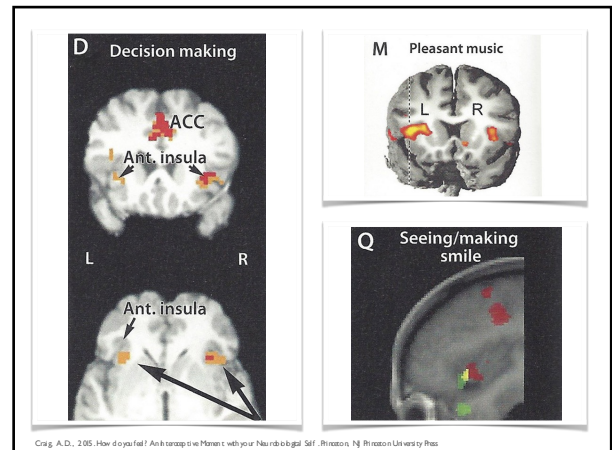 D Decision making
ACC
Ant. insula
L R
Ant. insula
M Pleasant music
L R
Q Seeing/making
smile
Craig, A.D., 2015. How do you feel? An Interoceptive Moment with your Neurobiological Self. Princeton, NJ: Princeton University Press